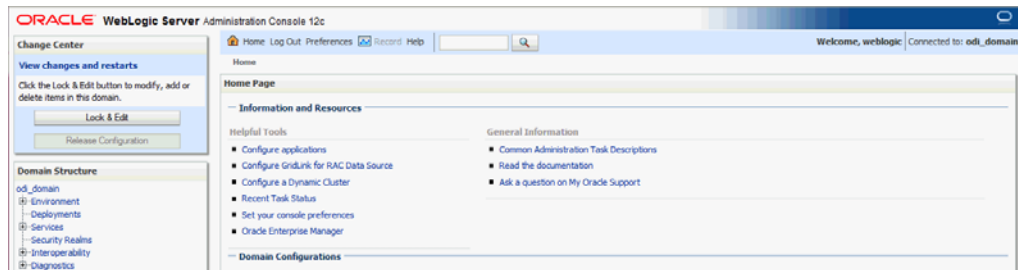 ORACLE WebLogic Server Administration Console 12c
Change Center
View changes and restarts
Click the Lock & Edit button to modify, add or
delete items in this domain.
Lock & Edit
Release Configuration
Domain Structure
odi_domain
Environment
Deployments
Services
Security Realms
Interoperability
Diagnostics
Home Log Out Preferences Record Help
Welcome, weblogic Connected to: odi_domain
Home
Home Page
Information and Resources
Helpful Tools
Configure applications
Configure GridLink for RAC Data Source
Configure a Dynamic Cluster
Recent Task Status
Set your console preferences
Oracle Enterprise Manager
General Information
Common Administration Task Descriptions
Read the documentation
Ask a question on My Oracle Support
Domain Configurations